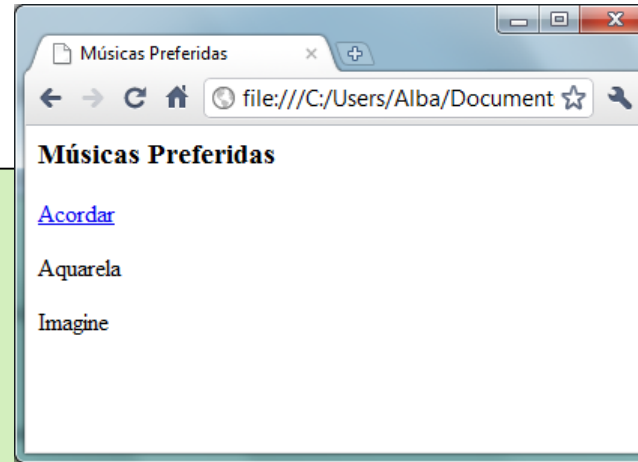 Músicas Preferidas
file:///C:/Users/Alba/Document
Músicas Preferidas
Acordar
Aquarela
Imagine